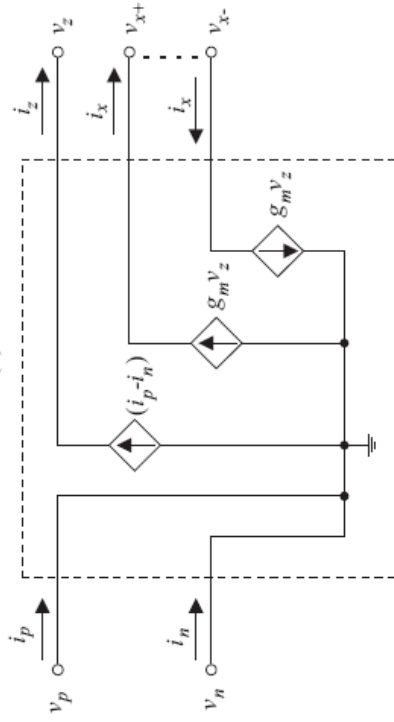 i_p
v_p
i_n
v_n
(i_p-i_n)
g_m v_z
g_m v_z
i_z
v_z
i_x
v_x+
i_x
v_x-